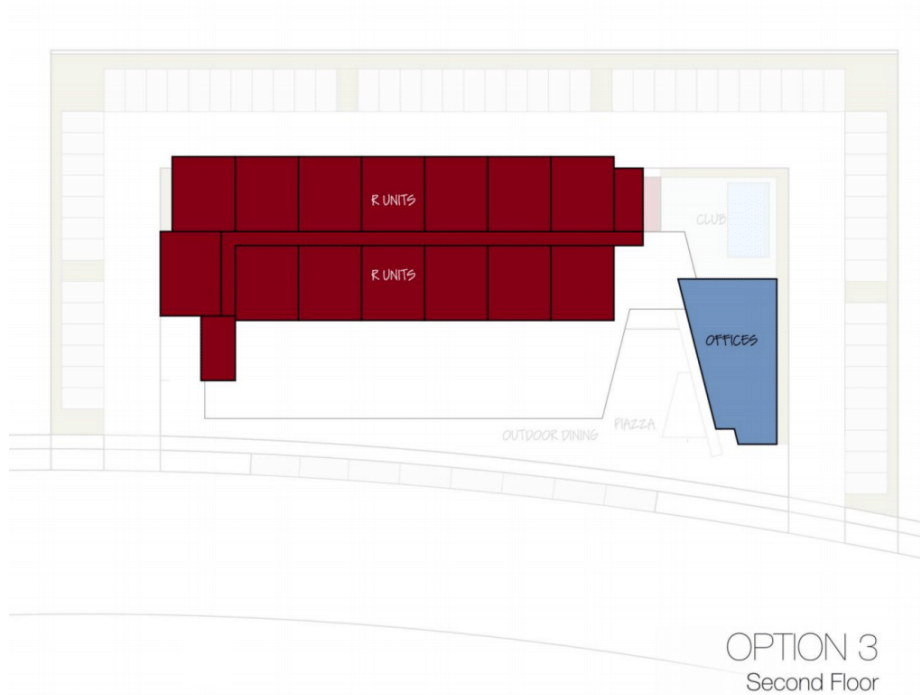 R UNITS
CLUB
R UNITS
OFFICES
PIAZZA
OUTDOOR DINING
OPTION 3
Second Floor